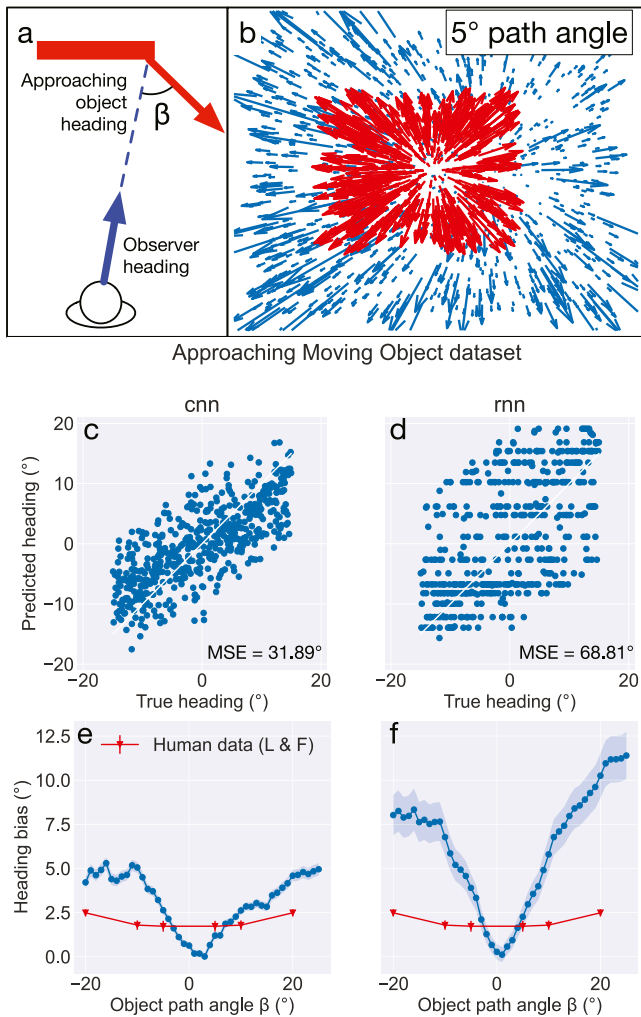 a
Approaching
object
heading
β
Observer
heading
b
5° path angle
Approaching Moving Object dataset
cnn
rnn
c
d
20
10
0
−10
−20
Predicted heading (°)
MSE = 31.89°
MSE = 68.81°
−20
0
20
−20
0
20
True heading (°)
True heading (°)
e
Human data (L & F)
f
12.5
10.0
7.5
5.0
2.5
0.0
Heading bias (°)
−20
0
20
−20
0
20
Object path angle β (°)
Object path angle β (°)